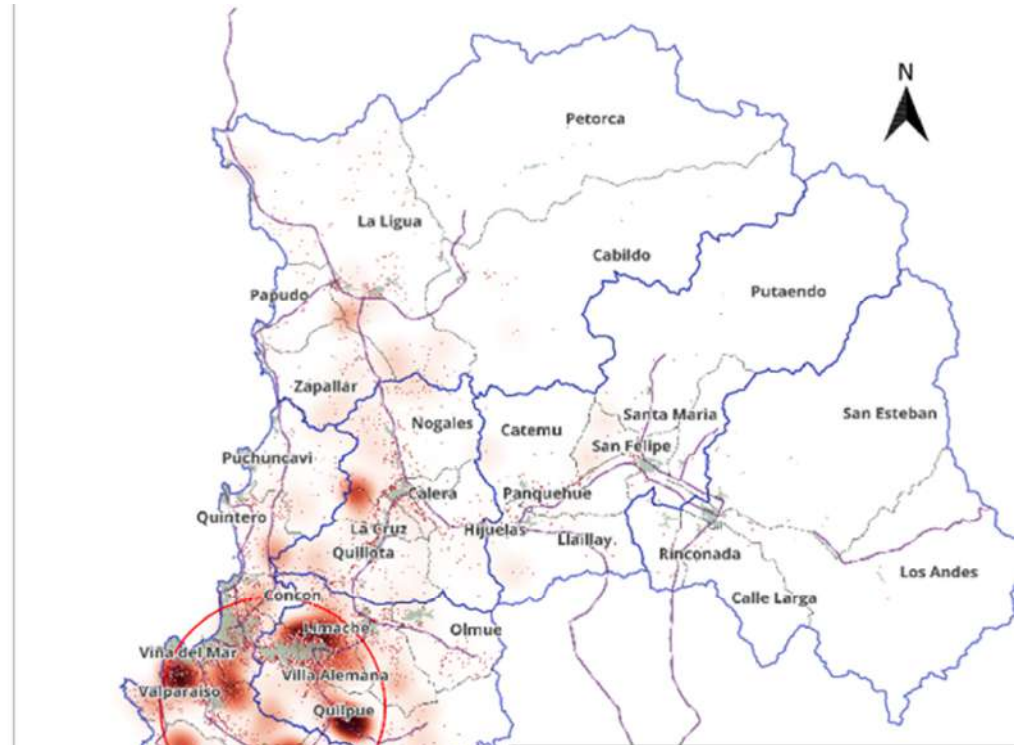 N
Petorca
La Ligua
Cabildo
Papudo
Putaendo
Zapallar
Nogales
Catemu
Santa Maria
San Esteban
San Felipe
Puchuncavi
Calera
Panquehue
Quintero
La Cruz
Hijuelas
Llaillay
Quillota
Rinconada
Los Andes
Concon
Calle Larga
Limache
Olmue
Viña del Mar
Villa Alemana
Valparaiso
Quilpue